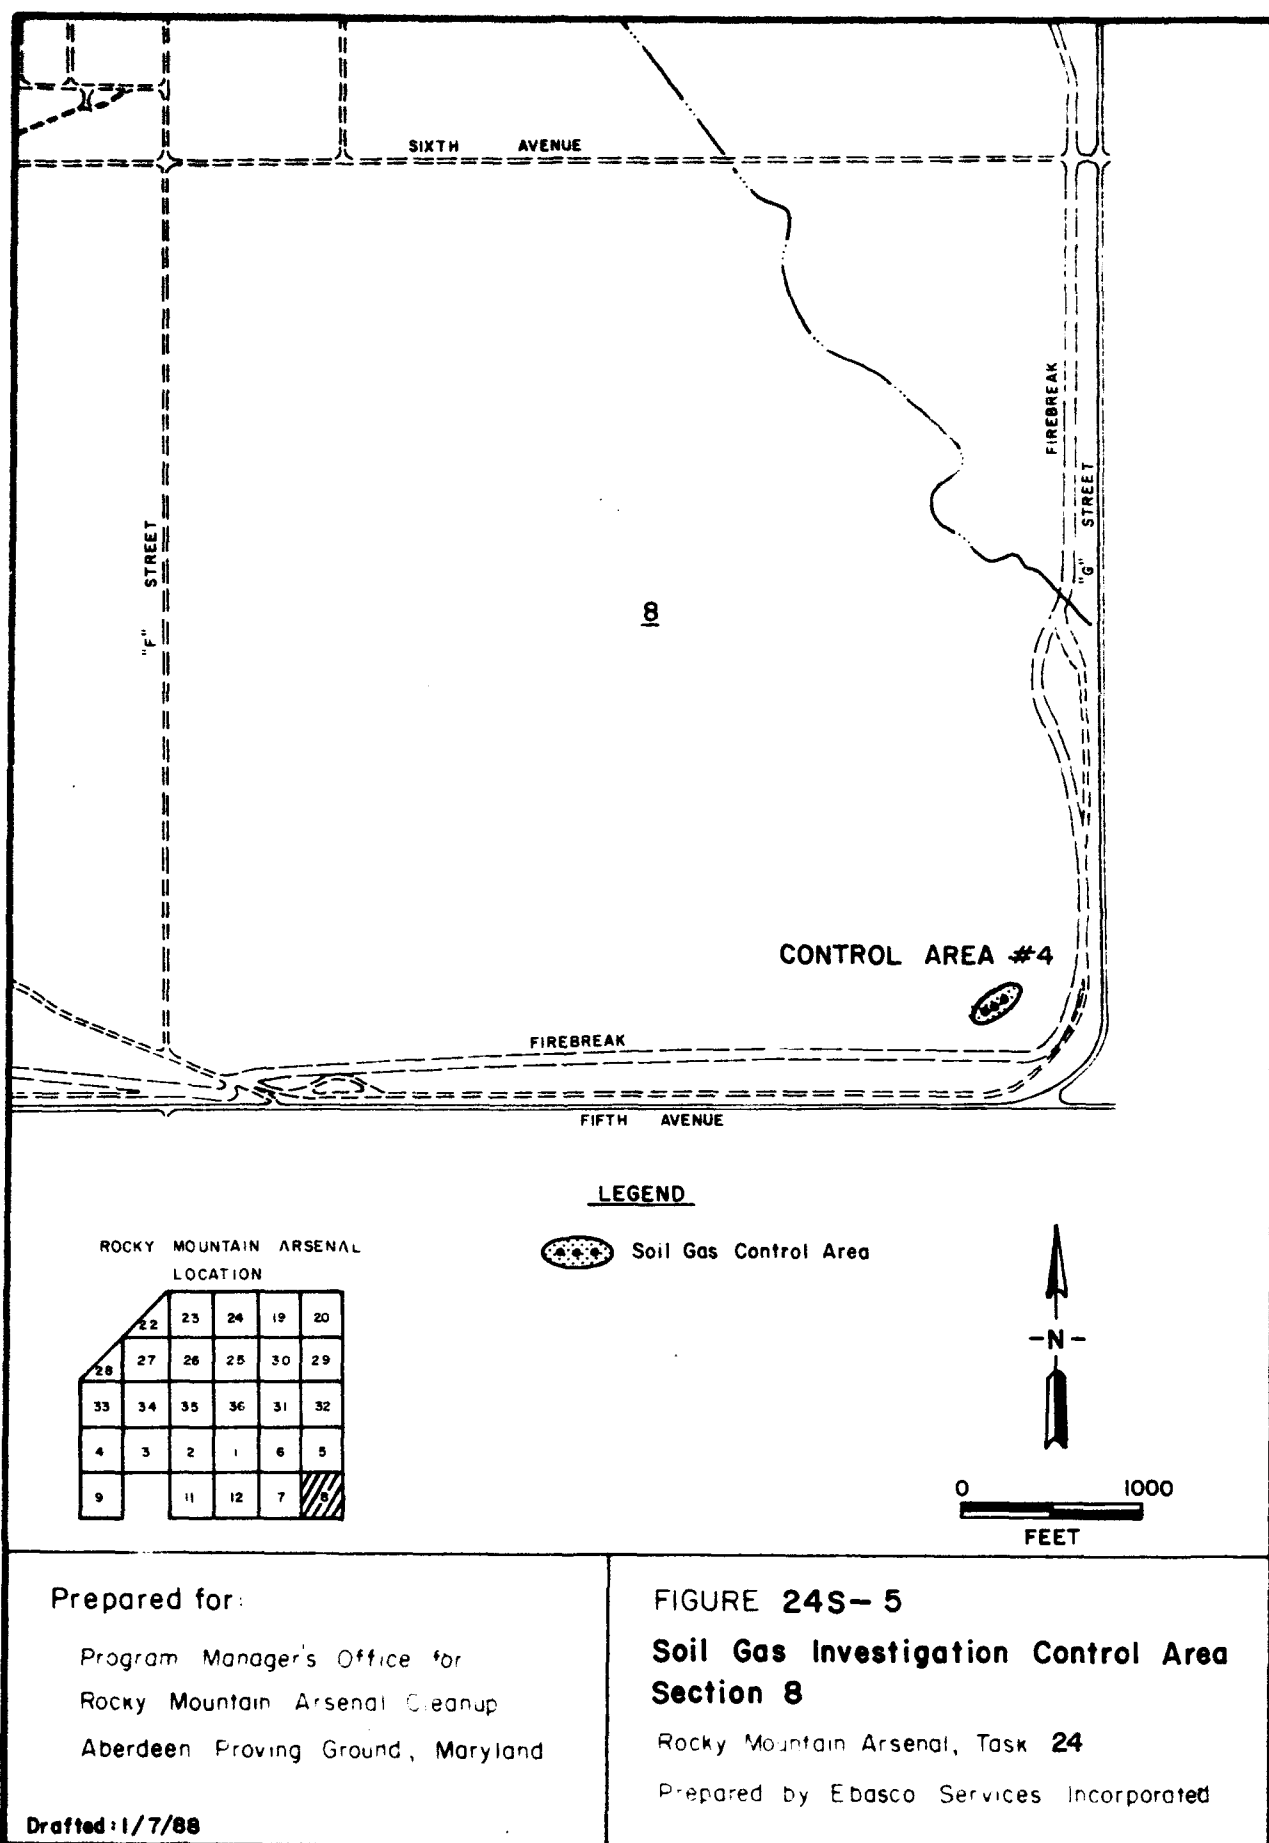 SIXTH AVENUE
FIREBREAK
"G" STREET
"F" STREET
8
CONTROL AREA #4
FIREBREAK
FIFTH AVENUE
LEGEND
Soil Gas Control Area
ROCKY MOUNTAIN ARSENAL
LOCATION
22 23 24 19 20
28 27 26 25 30 29
33 34 35 36 31 32
4 3 2 1 6 5
9 11 12 7 8
-N-
0 1000
FEET
Prepared for:
Program Manager's Office for
Rocky Mountain Arsenal Cleanup
Aberdeen Proving Ground, Maryland
Drafted: 1/7/88
FIGURE 24S-5
Soil Gas Investigation Control Area
Section 8
Rocky Mountain Arsenal, Task 24
Prepared by Ebasco Services Incorporated